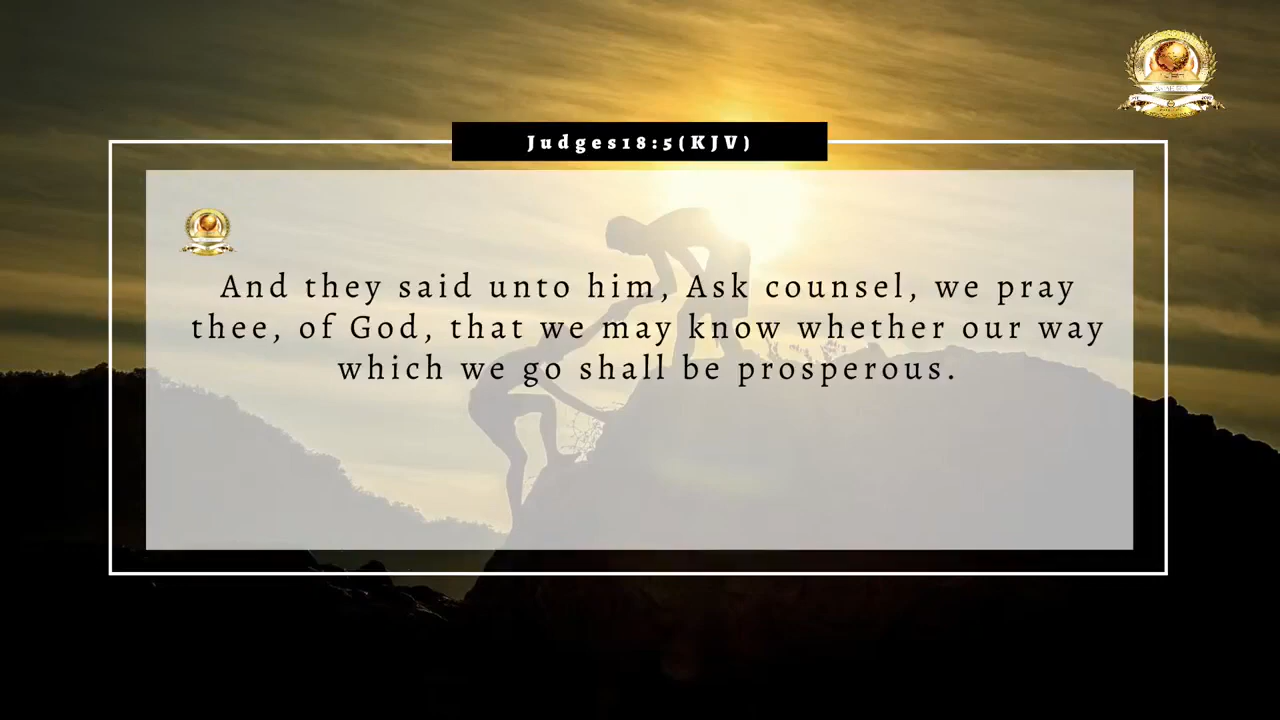 Judges18:5(KJV)
And they said unto him, Ask counsel, we pray
thee, of God, that we may know whether our way
which we go shall be prosperous.